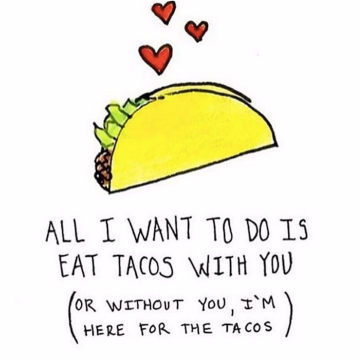 ALL I WANT TO DO IS
EAT TACOS WITH YOU
(OR WITHOUT YOU, I'M
HERE FOR THE TACOS)